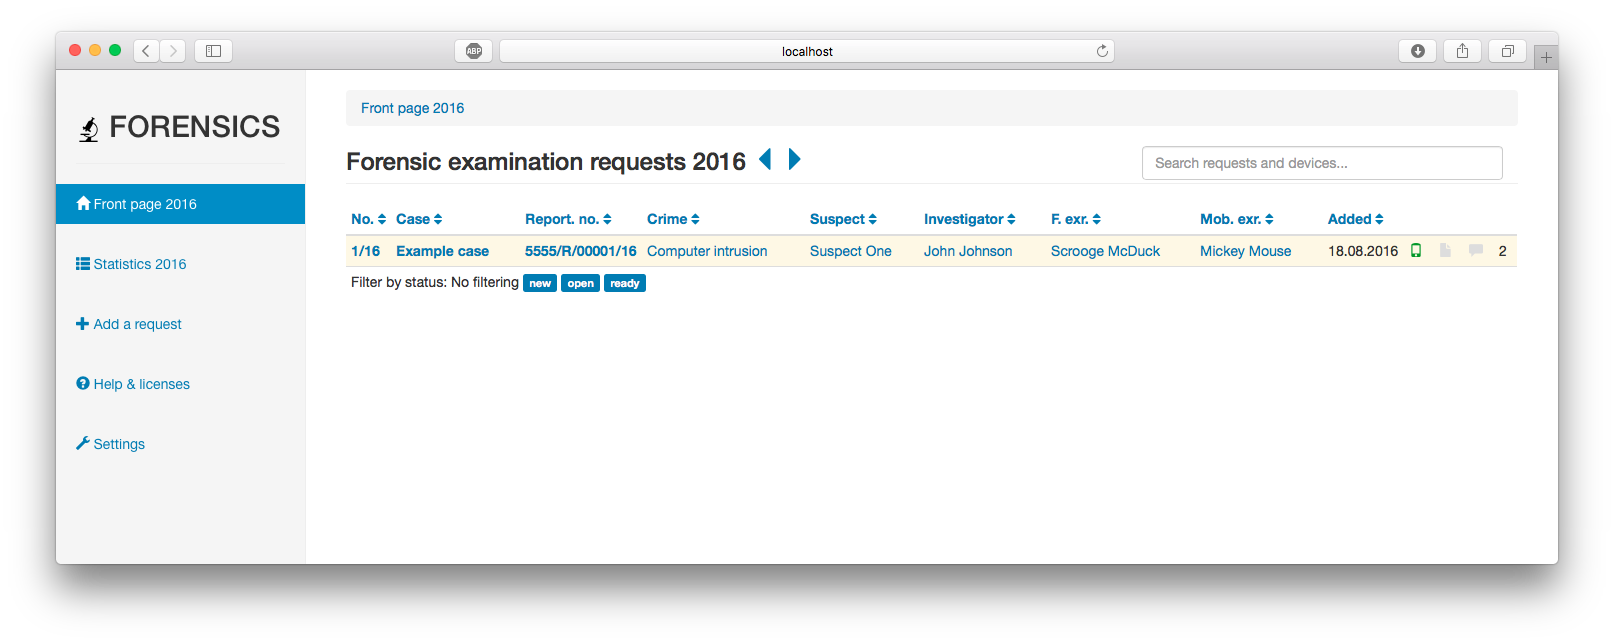 ABP
localhost
FORENSICS
Front page 2016
Statistics 2016
Add a request
Help & licenses
Settings
Front page 2016
Forensic examination requests 2016
Search requests and devices...
No. Case Report. no. Crime Suspect Investigator F. exr. Mob. exr. Added
1/16 Example case 5555/R/00001/16 Computer intrusion Suspect One John Johnson Scrooge McDuck Mickey Mouse 18.08.2016 2
Filter by status: No filtering new open ready